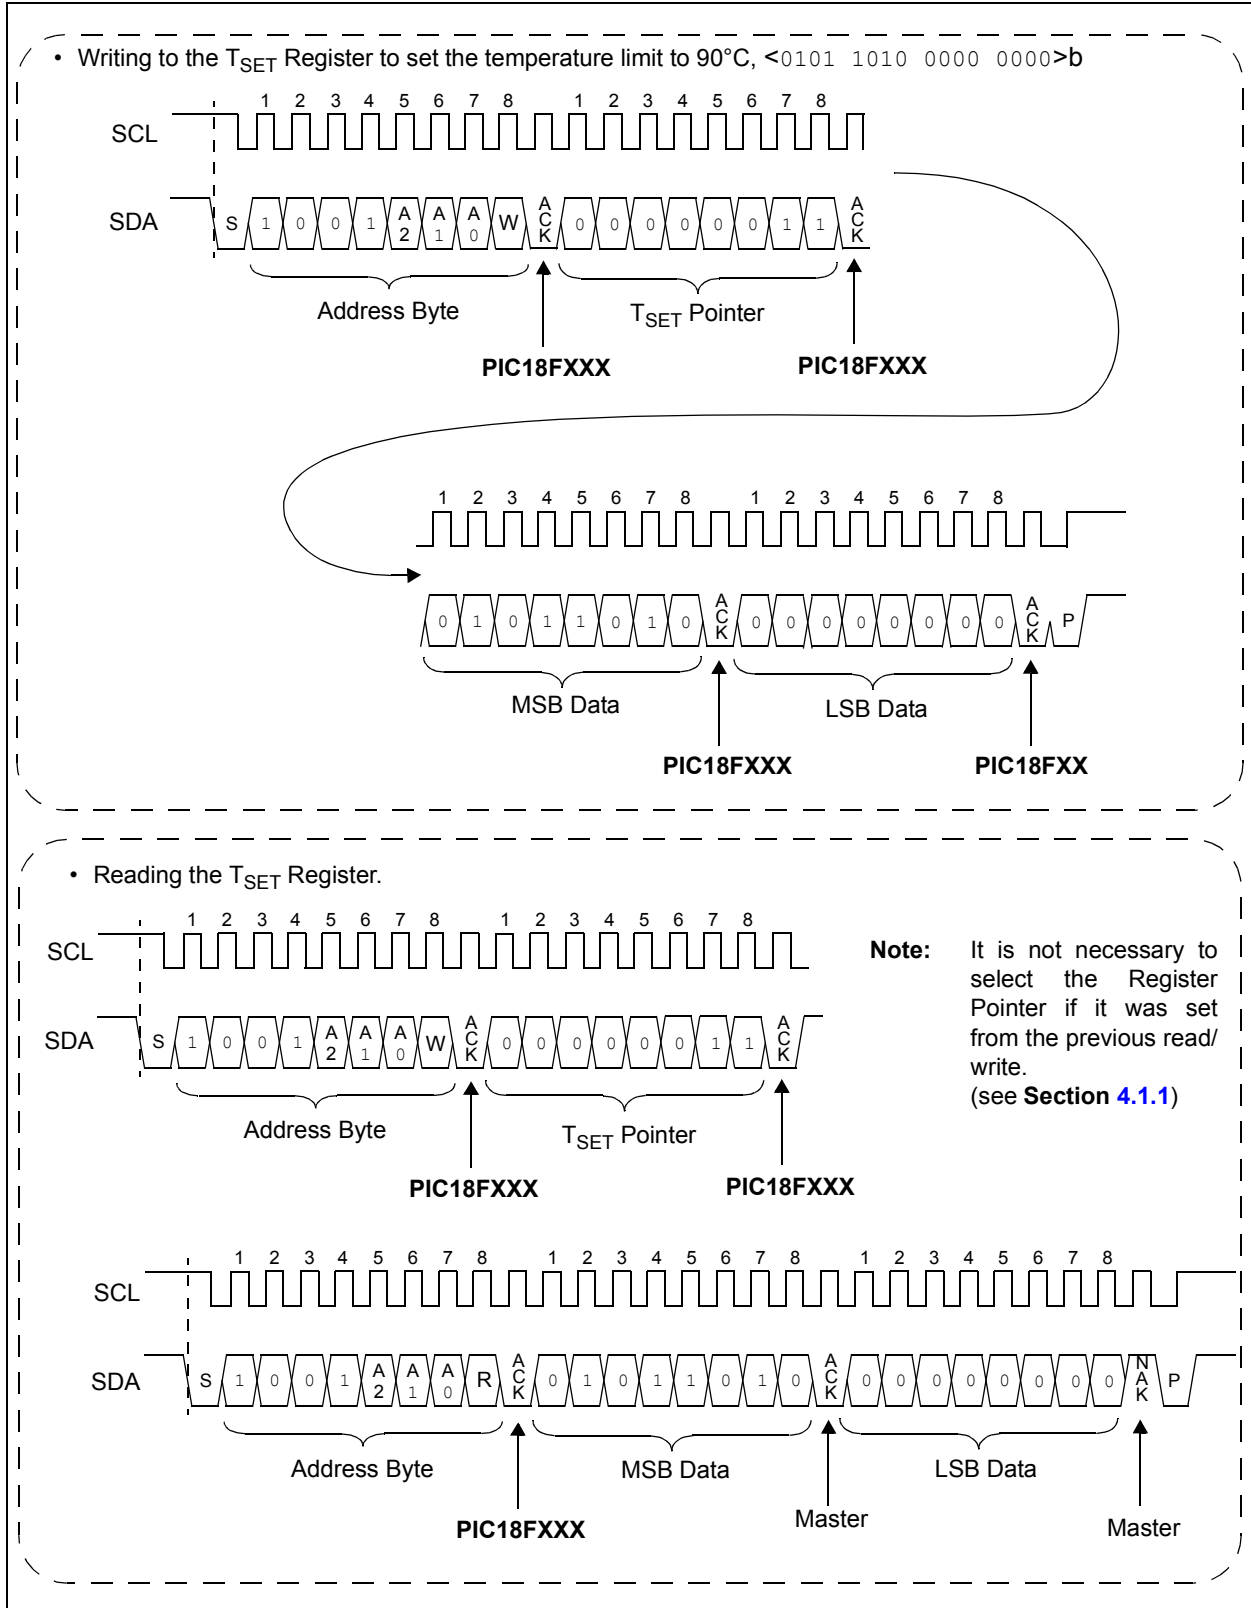 • Writing to the TSET Register to set the temperature limit to 90°C, <0101 1010 0000 0000>b
1 2 3 4 5 6 7 8 1 2 3 4 5 6 7 8
SCL
SDA S 1 0 0 1 A2 A1 A0 W ACK 0 0 0 0 0 0 1 1 ACK
Address Byte TSET Pointer
PIC18FXXX PIC18FXXX
1 2 3 4 5 6 7 8 1 2 3 4 5 6 7 8
0 1 0 1 1 0 1 0 ACK 0 0 0 0 0 0 0 0 ACK P
MSB Data LSB Data
PIC18FXXX PIC18FXX
• Reading the TSET Register.
1 2 3 4 5 6 7 8 1 2 3 4 5 6 7 8
SCL
SDA S 1 0 0 1 A2 A1 A0 W ACK 0 0 0 0 0 0 1 1 ACK
Address Byte TSET Pointer
PIC18FXXX PIC18FXXX
Note: It is not necessary to
select the Register
Pointer if it was set
from the previous read/
write.
(see Section 4.1.1)
1 2 3 4 5 6 7 8 1 2 3 4 5 6 7 8 1 2 3 4 5 6 7 8
SCL
SDA S 1 0 0 1 A2 A1 A0 R ACK 0 1 0 1 1 0 1 0 ACK 0 0 0 0 0 0 0 0 NAK P
Address Byte MSB Data LSB Data
PIC18FXXX Master Master